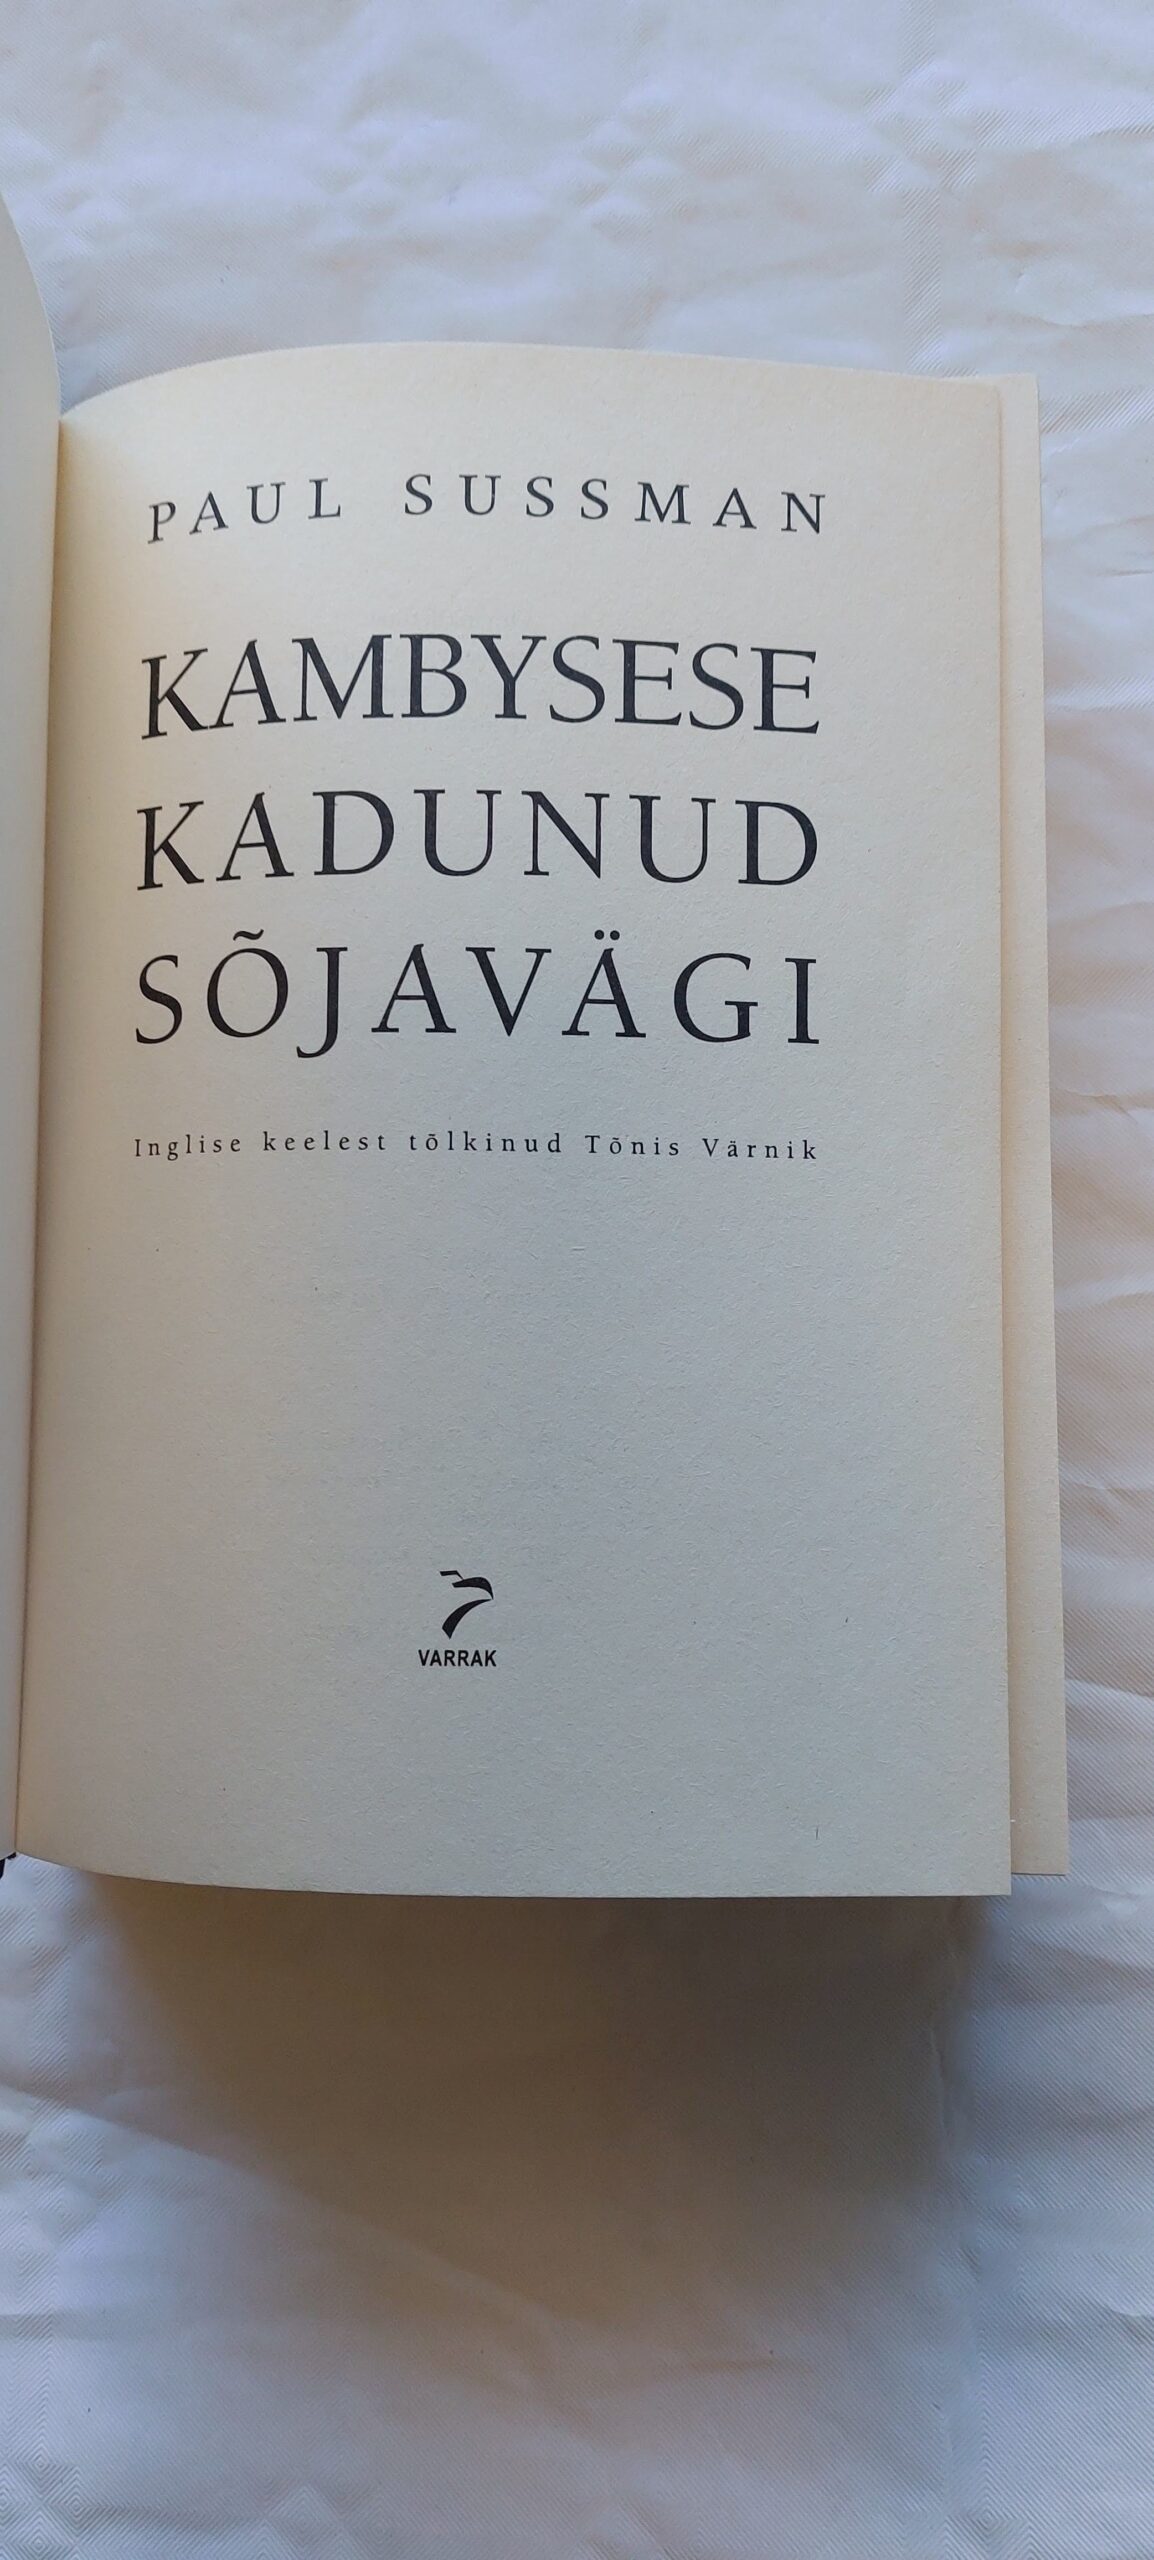 PAUL SUSSMAN
KAMBYSESE
KADUNUD
SÕJAVÄGI
Inglise keelest tõlkinud Tõnis Värnik
VARRAK